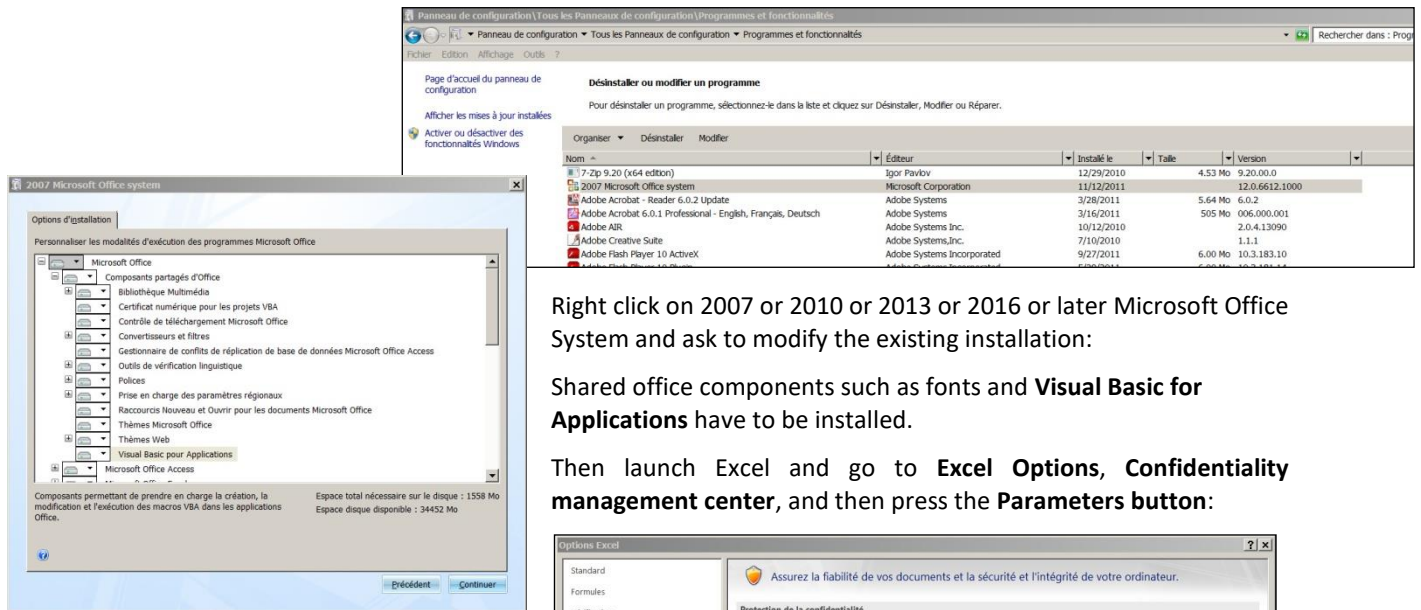 Panneau de configuration\Tous les Panneaux de configuration\Programmes et fonctionnalités
Panneau de configuration Tous les Panneaux de configuration Programmes et fonctionnalités
Rechercher dans : Progr
Fichier Edition Affichage Outils ?
Page d'accueil du panneau de
configuration
Afficher les mises à jour installées
Activer ou désactiver des
fonctionnalités Windows
Désinstaller ou modifier un programme
Pour désinstaller un programme, sélectionnez-le dans la liste et cliquez sur Désinstaller, Modifier ou Réparer.
Organiser Désinstaller Modifier
Nom Éditeur Installé le Taille Version
7-Zip 9.20 (x64 edition) Igor Pavlov 12/29/2010 4.53 Mo 9.20.00.0
2007 Microsoft Office system Microsoft Corporation 11/12/2011 12.0.6612.1000
Adobe Acrobat - Reader 6.0.2 Update Adobe Systems 3/28/2011 5.64 Mo 6.0.2
Adobe Acrobat 6.0.1 Professional - English, Français, Deutsch Adobe Systems 3/16/2011 505 Mo 006.000.001
Adobe AIR Adobe Systems Inc. 10/12/2010 2.0.4.13090
Adobe Creative Suite Adobe Systems,Inc. 7/10/2010 1.1.1
Adobe Flash Player 10 ActiveX Adobe Systems Incorporated 9/27/2011 6.00 Mo 10.3.183.10
2007 Microsoft Office system
Options d'installation
Personnaliser les modalités d'exécution des programmes Microsoft Office
Microsoft Office
Composants partagés d'Office
Bibliothèque Multimédia
Certificat numérique pour les projets VBA
Contrôle de téléchargement Microsoft Office
Convertisseurs et filtres
Gestionnaire de conflits de réplication de base de données Microsoft Office Access
Outils de vérification linguistique
Polices
Prise en charge des paramètres régionaux
Raccourcis Nouveau et Ouvrir pour les documents Microsoft Office
Thèmes Microsoft Office
Thèmes Web
Visual Basic pour Applications
Microsoft Office Access
Composants permettant de prendre en charge la création, la
modification et l'exécution des macros VBA dans les applications
Office.
Espace total nécessaire sur le disque : 1558 Mo
Espace disque disponible : 34452 Mo
Précédent Continuer
Right click on 2007 or 2010 or 2013 or 2016 or later Microsoft Office
System and ask to modify the existing installation:
Shared office components such as fonts and Visual Basic for
Applications have to be installed.
Then launch Excel and go to Excel Options, Confidentiality
management center, and then press the Parameters button:
Options Excel
Standard
Formules
Assurez la fiabilité de vos documents et la sécurité et l'intégrité de votre ordinateur.